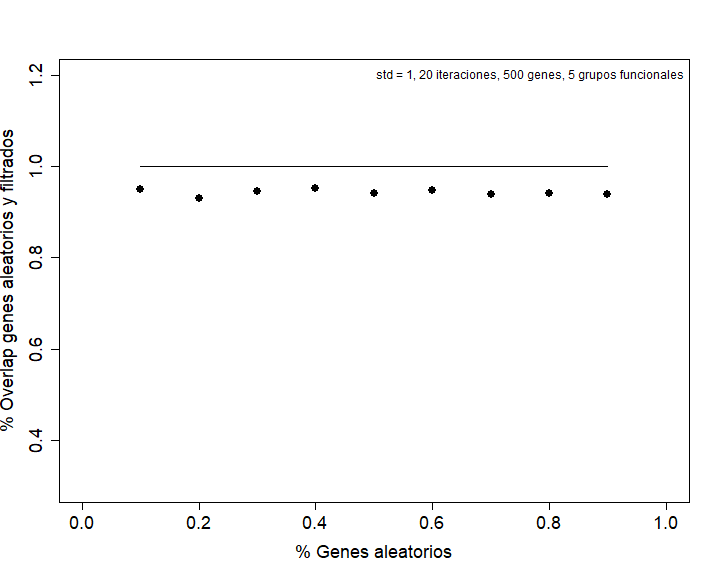 std = 1, 20 iteraciones, 500 genes, 5 grupos funcionales
% Overlap genes aleatorios y filtrados
1.2
1.0
0.8
0.6
0.4
0.0 0.2 0.4 0.6 0.8 1.0
% Genes aleatorios